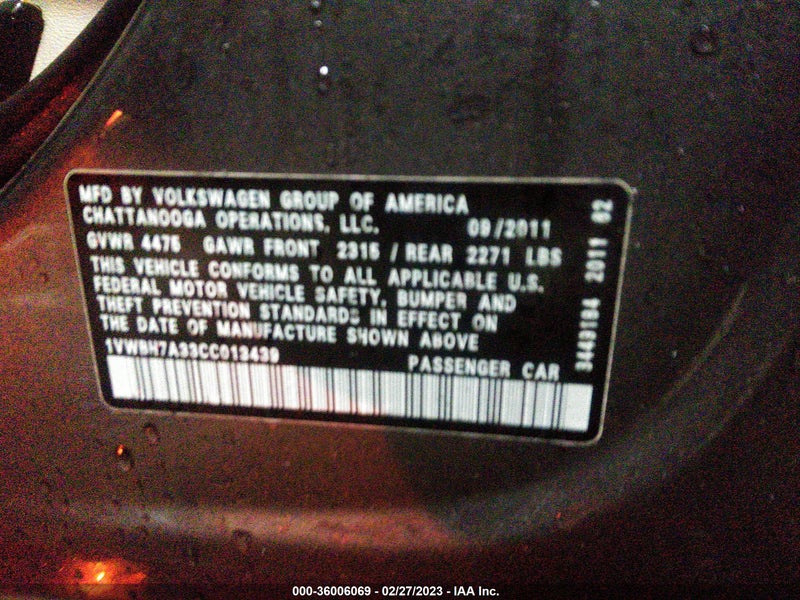 MFD BY VOLKSWAGEN GROUP OF AMERICA
CHATTANOOGA OPERATIONS, LLC. 09/2011
GVWR 4475 GAWR FRONT 2315 / REAR 2271 LBS
THIS VEHICLE CONFORMS TO ALL APPLICABLE U.S.
FEDERAL MOTOR VEHICLE SAFETY, BUMPER AND
THEFT PREVENTION STANDARDS IN EFFECT ON
THE DATE OF MANUFACTURE SHOWN ABOVE
1VWBH7A33CC013439
PASSENGER CAR
2011 02
000-36006069 - 02/27/2023 - IAA Inc.